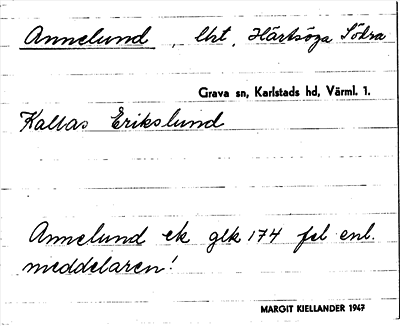 Annelund, lht, Härtsöga Södra
Grava sn, Karlstads hd, Värml. 1.
Kallas Erikslund
Annelund ek glk 174 fel enl.
meddelaren!
MARGIT KIELLANDER 1947